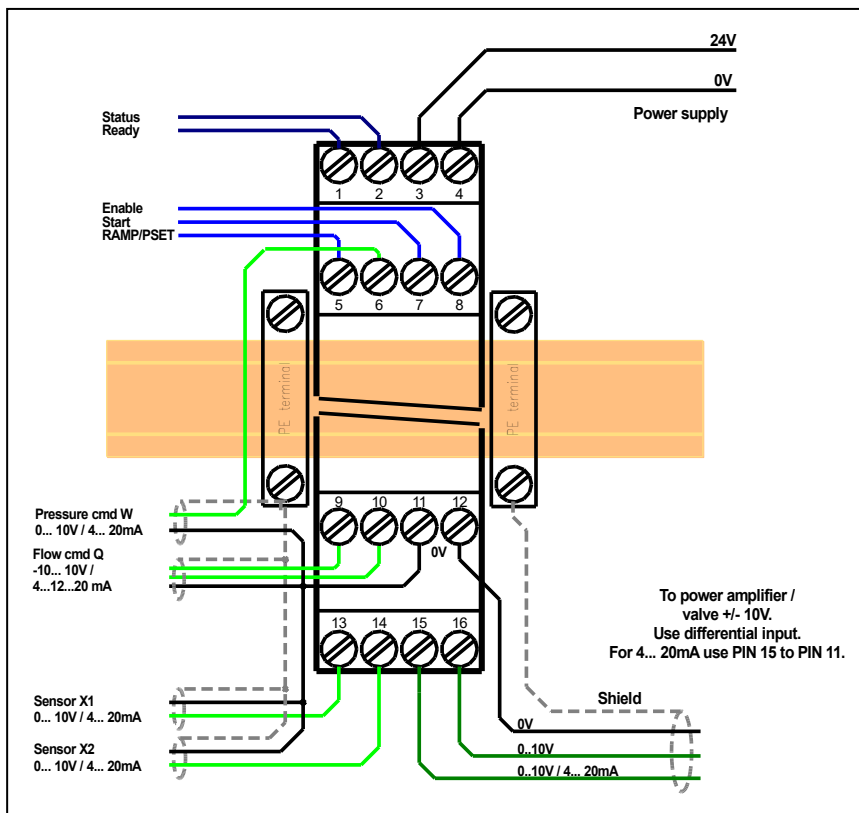 24V
0V
Power supply
Status
Ready
1 2 3 4
Enable
Start
RAMP/PSET
5 6 7 8
PE terminal
PE terminal
Pressure cmd W
0... 10V / 4... 20mA
Flow cmd Q
-10... 10V /
4...12...20 mA
9 10 11 12
0V
To power amplifier /
valve +/- 10V.
Use differential input.
For 4... 20mA use PIN 15 to PIN 11.
13 14 15 16
Sensor X1
0... 10V / 4... 20mA
Sensor X2
0... 10V / 4... 20mA
Shield
0V
0..10V
0..10V / 4... 20mA